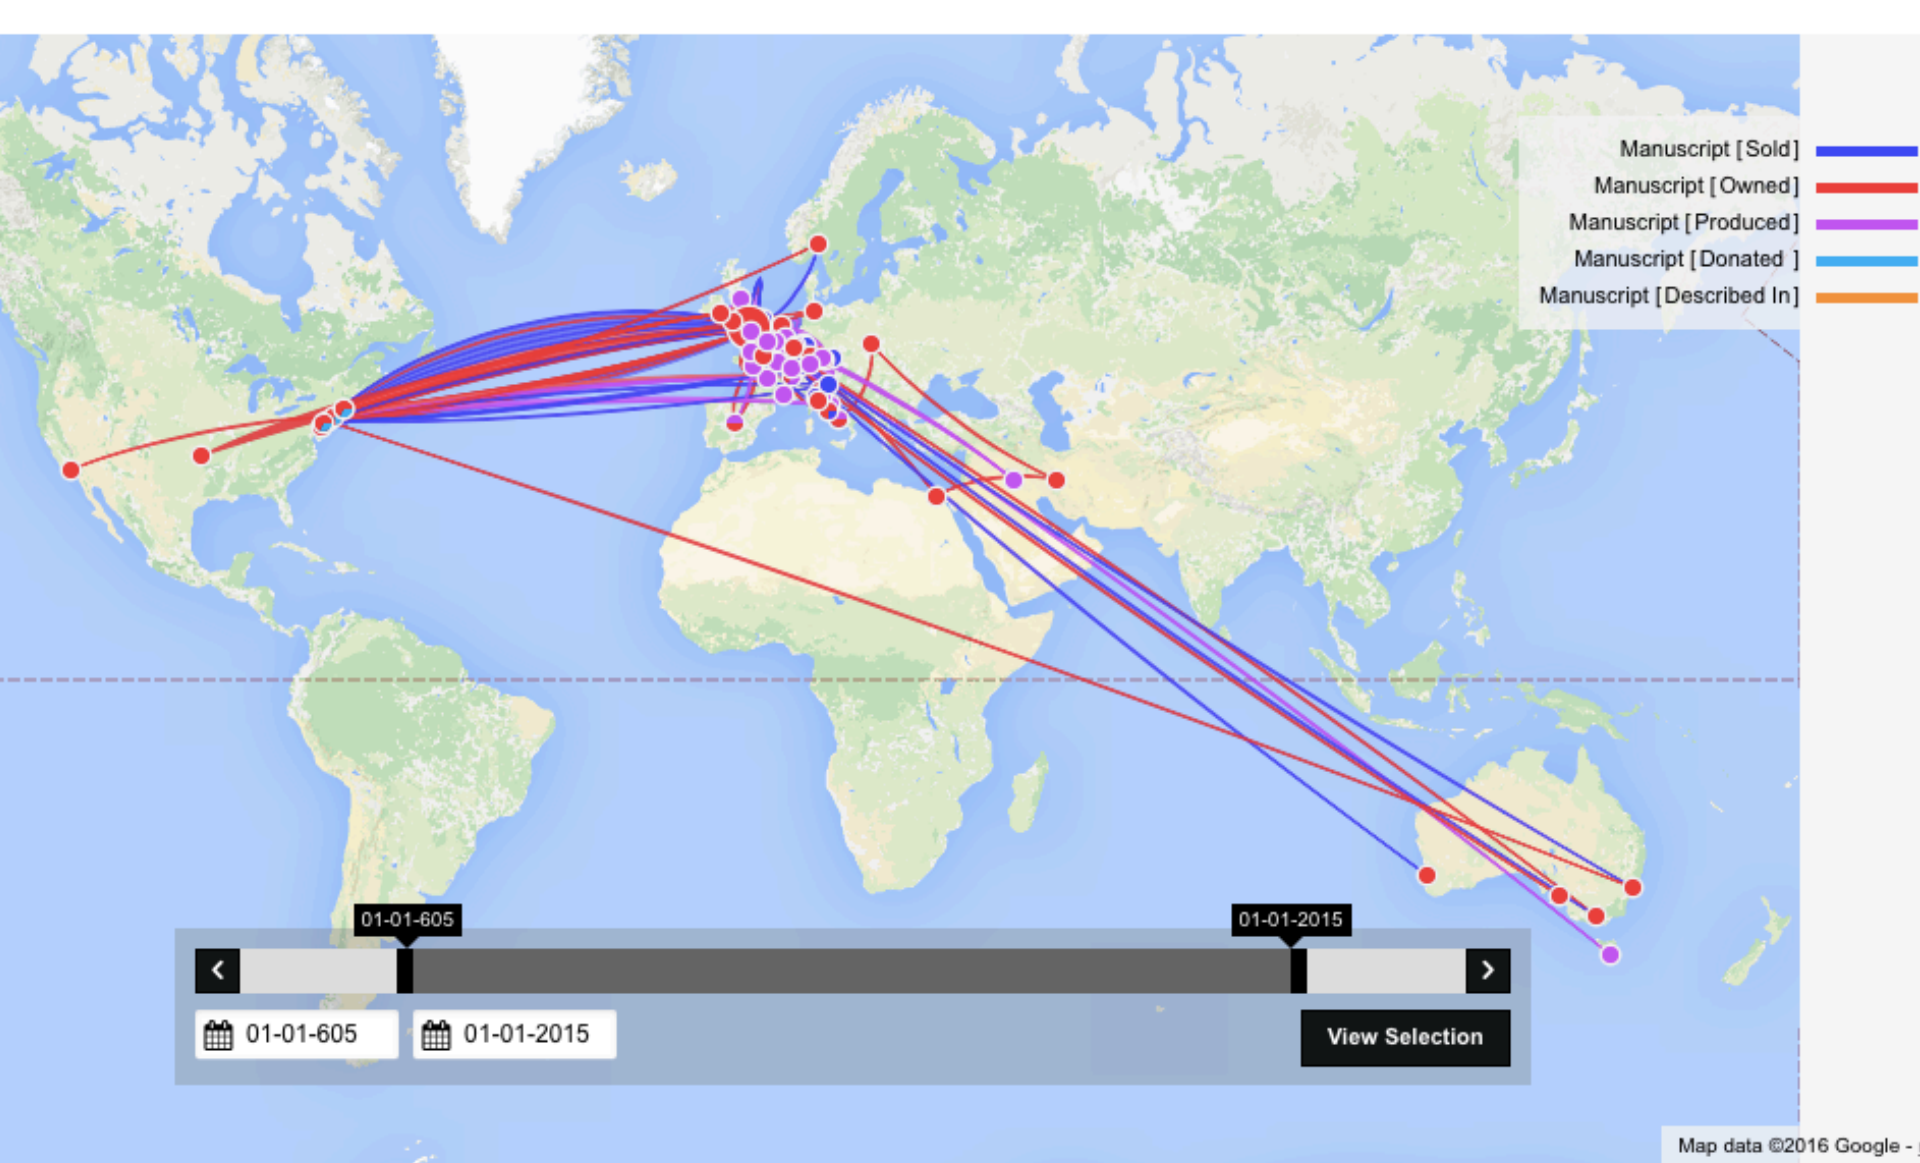 Manuscript [Sold]
Manuscript [Owned]
Manuscript [Produced]
Manuscript [Donated ]
Manuscript [Described In]
01-01-605
01-01-2015
01-01-605
01-01-2015
View Selection
Map data ©2016 Google -